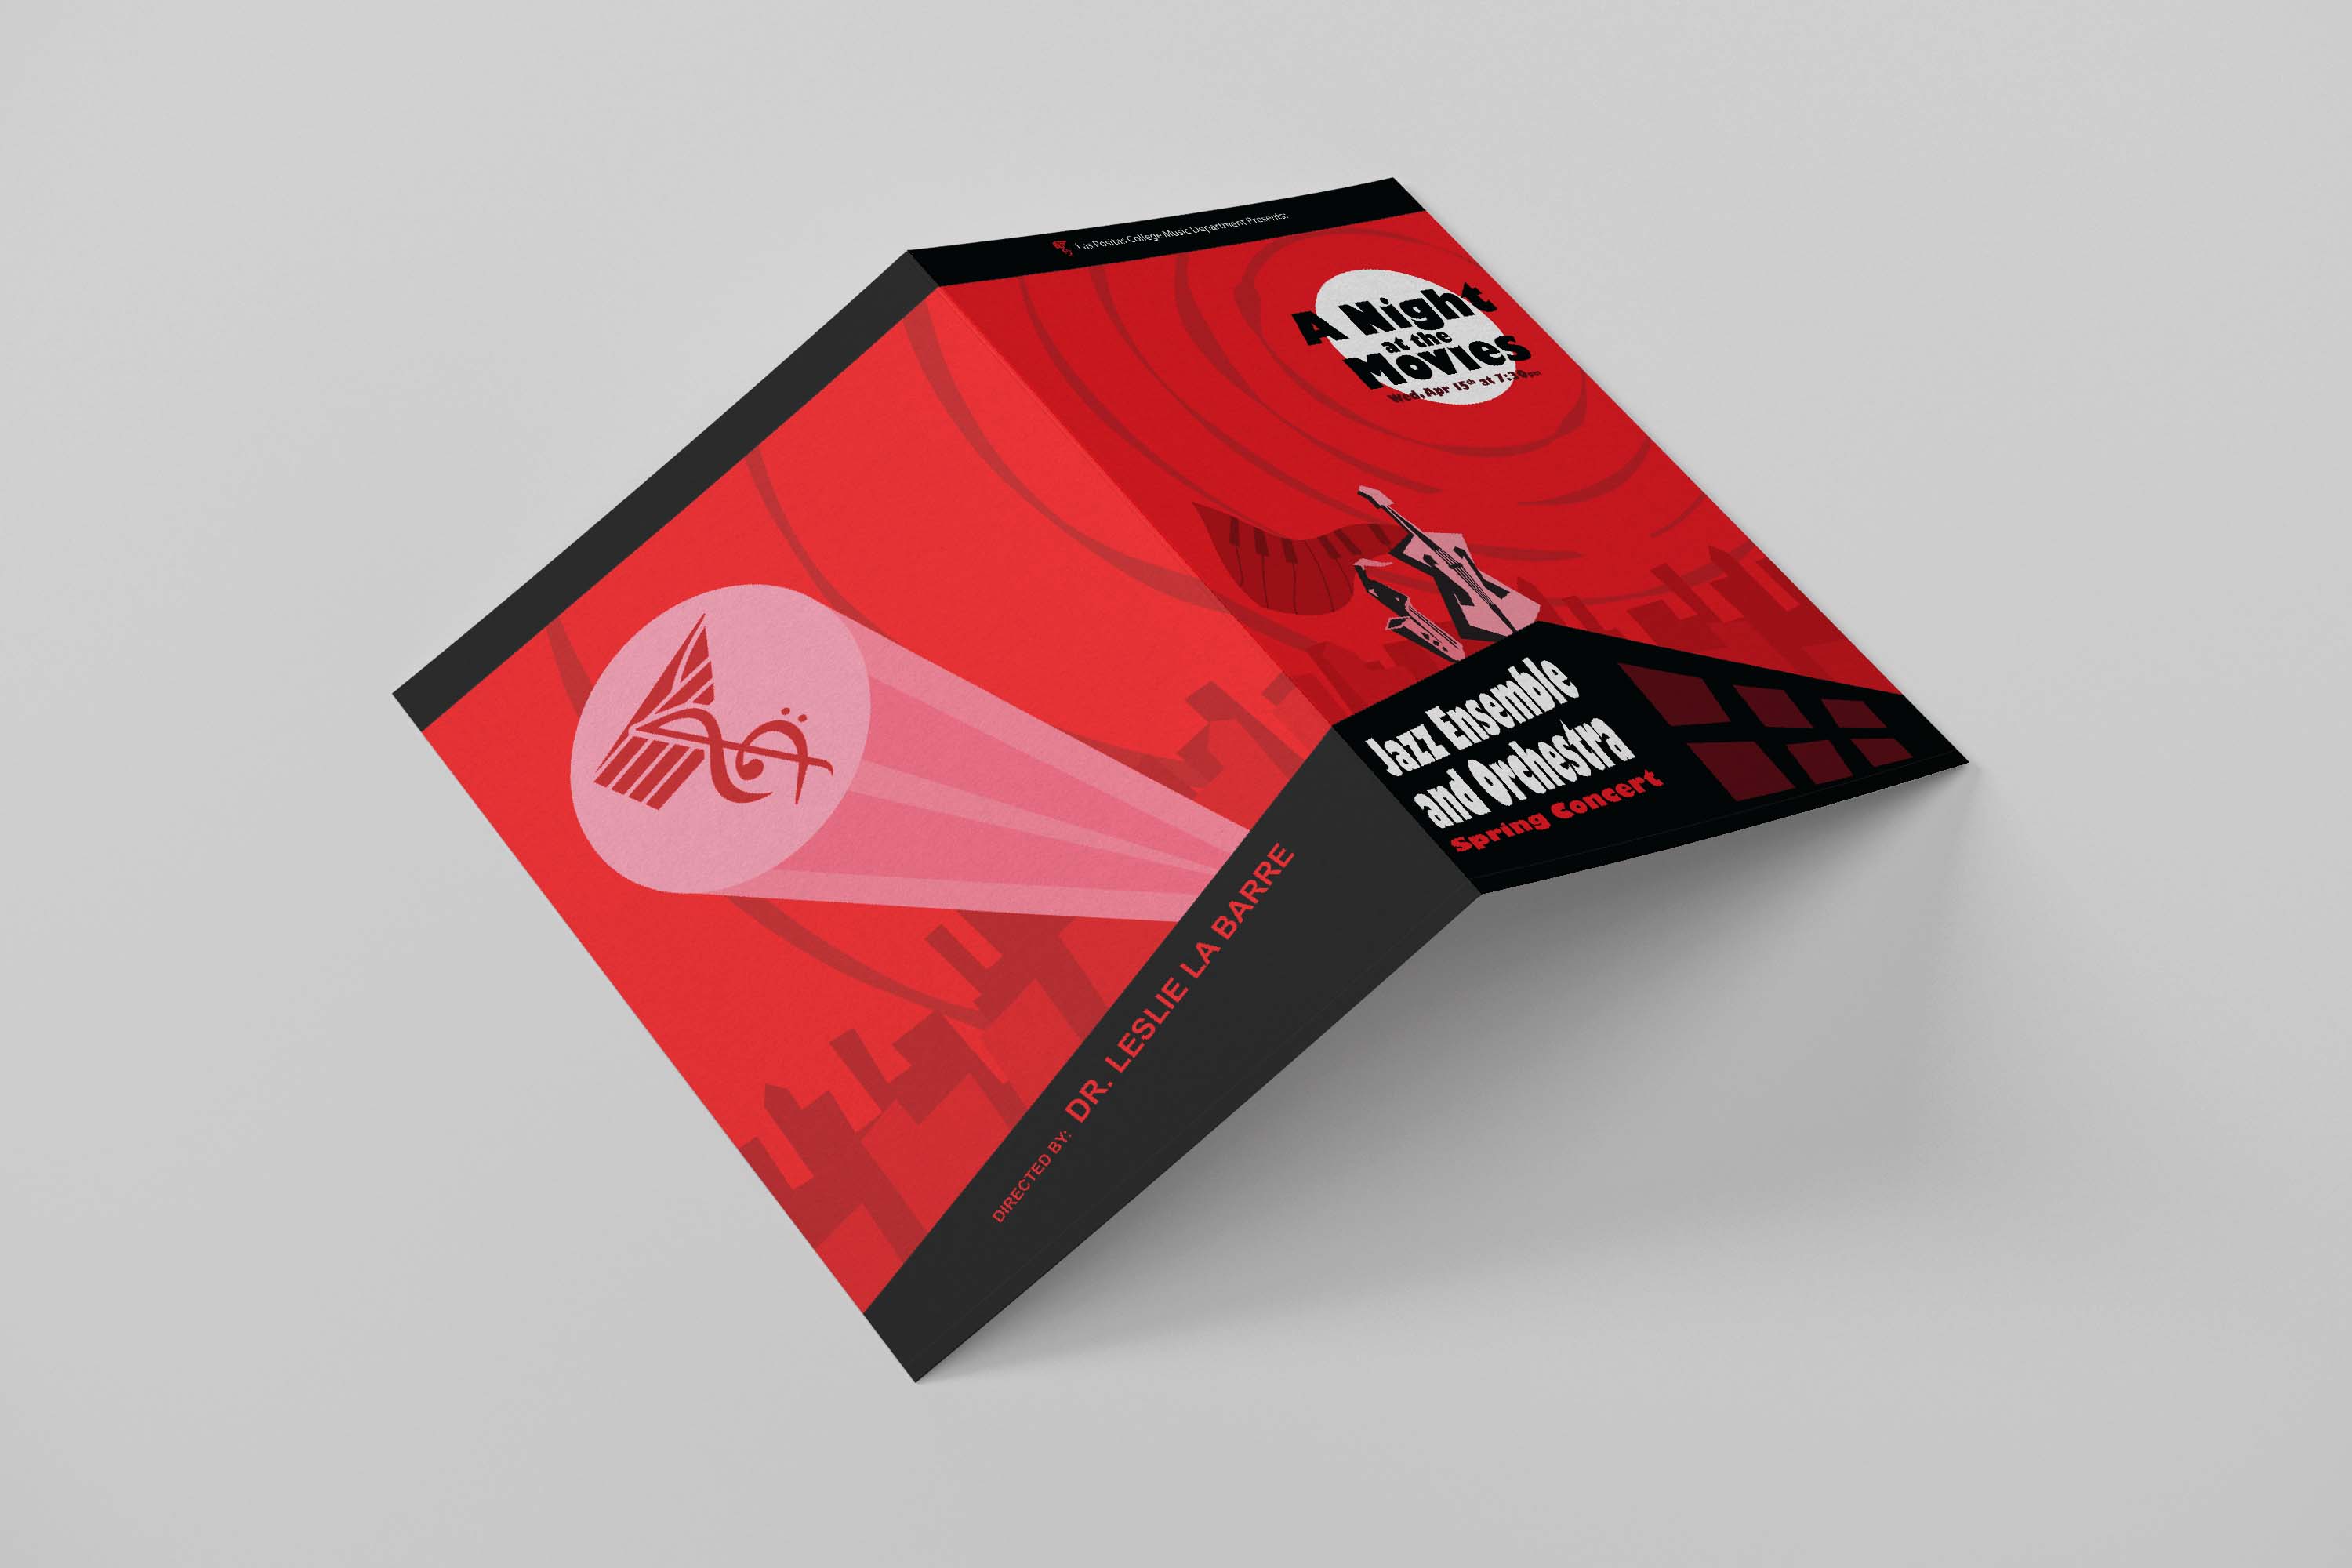 Las Positas College Music Department Presents:
A Night
at the
Movies
Wed, Apr 15th at 7:30pm
Jazz Ensemble
and Orchestra
Spring Concert
DIRECTED BY: DR. LESLIE LA BARRE